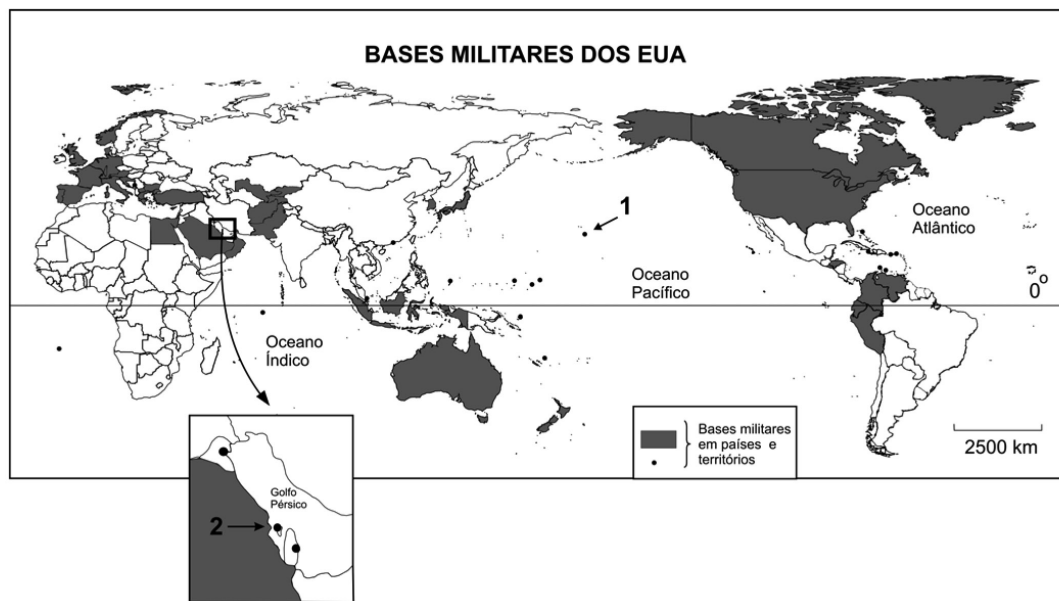 BASES MILITARES DOS EUA
1
Oceano
Atlântico
Oceano
Pacífico
0º
Oceano
Índico
Bases militares
em países e
territórios
2500 km
Golfo
Pérsico
2